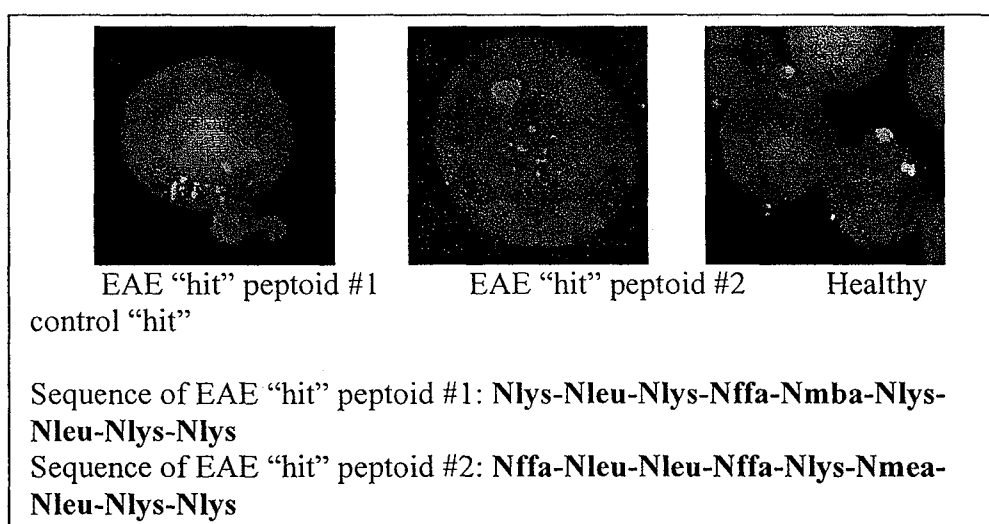 EAE “hit” peptoid #1 EAE “hit” peptoid #2 Healthy
control “hit”
Sequence of EAE “hit” peptoid #1: Nlys-Nleu-Nlys-Nffa-Nmba-Nlys-
Nleu-Nlys-Nlys
Sequence of EAE “hit” peptoid #2: Nffa-Nleu-Nleu-Nffa-Nlys-Nmea-
Nleu-Nlys-Nlys